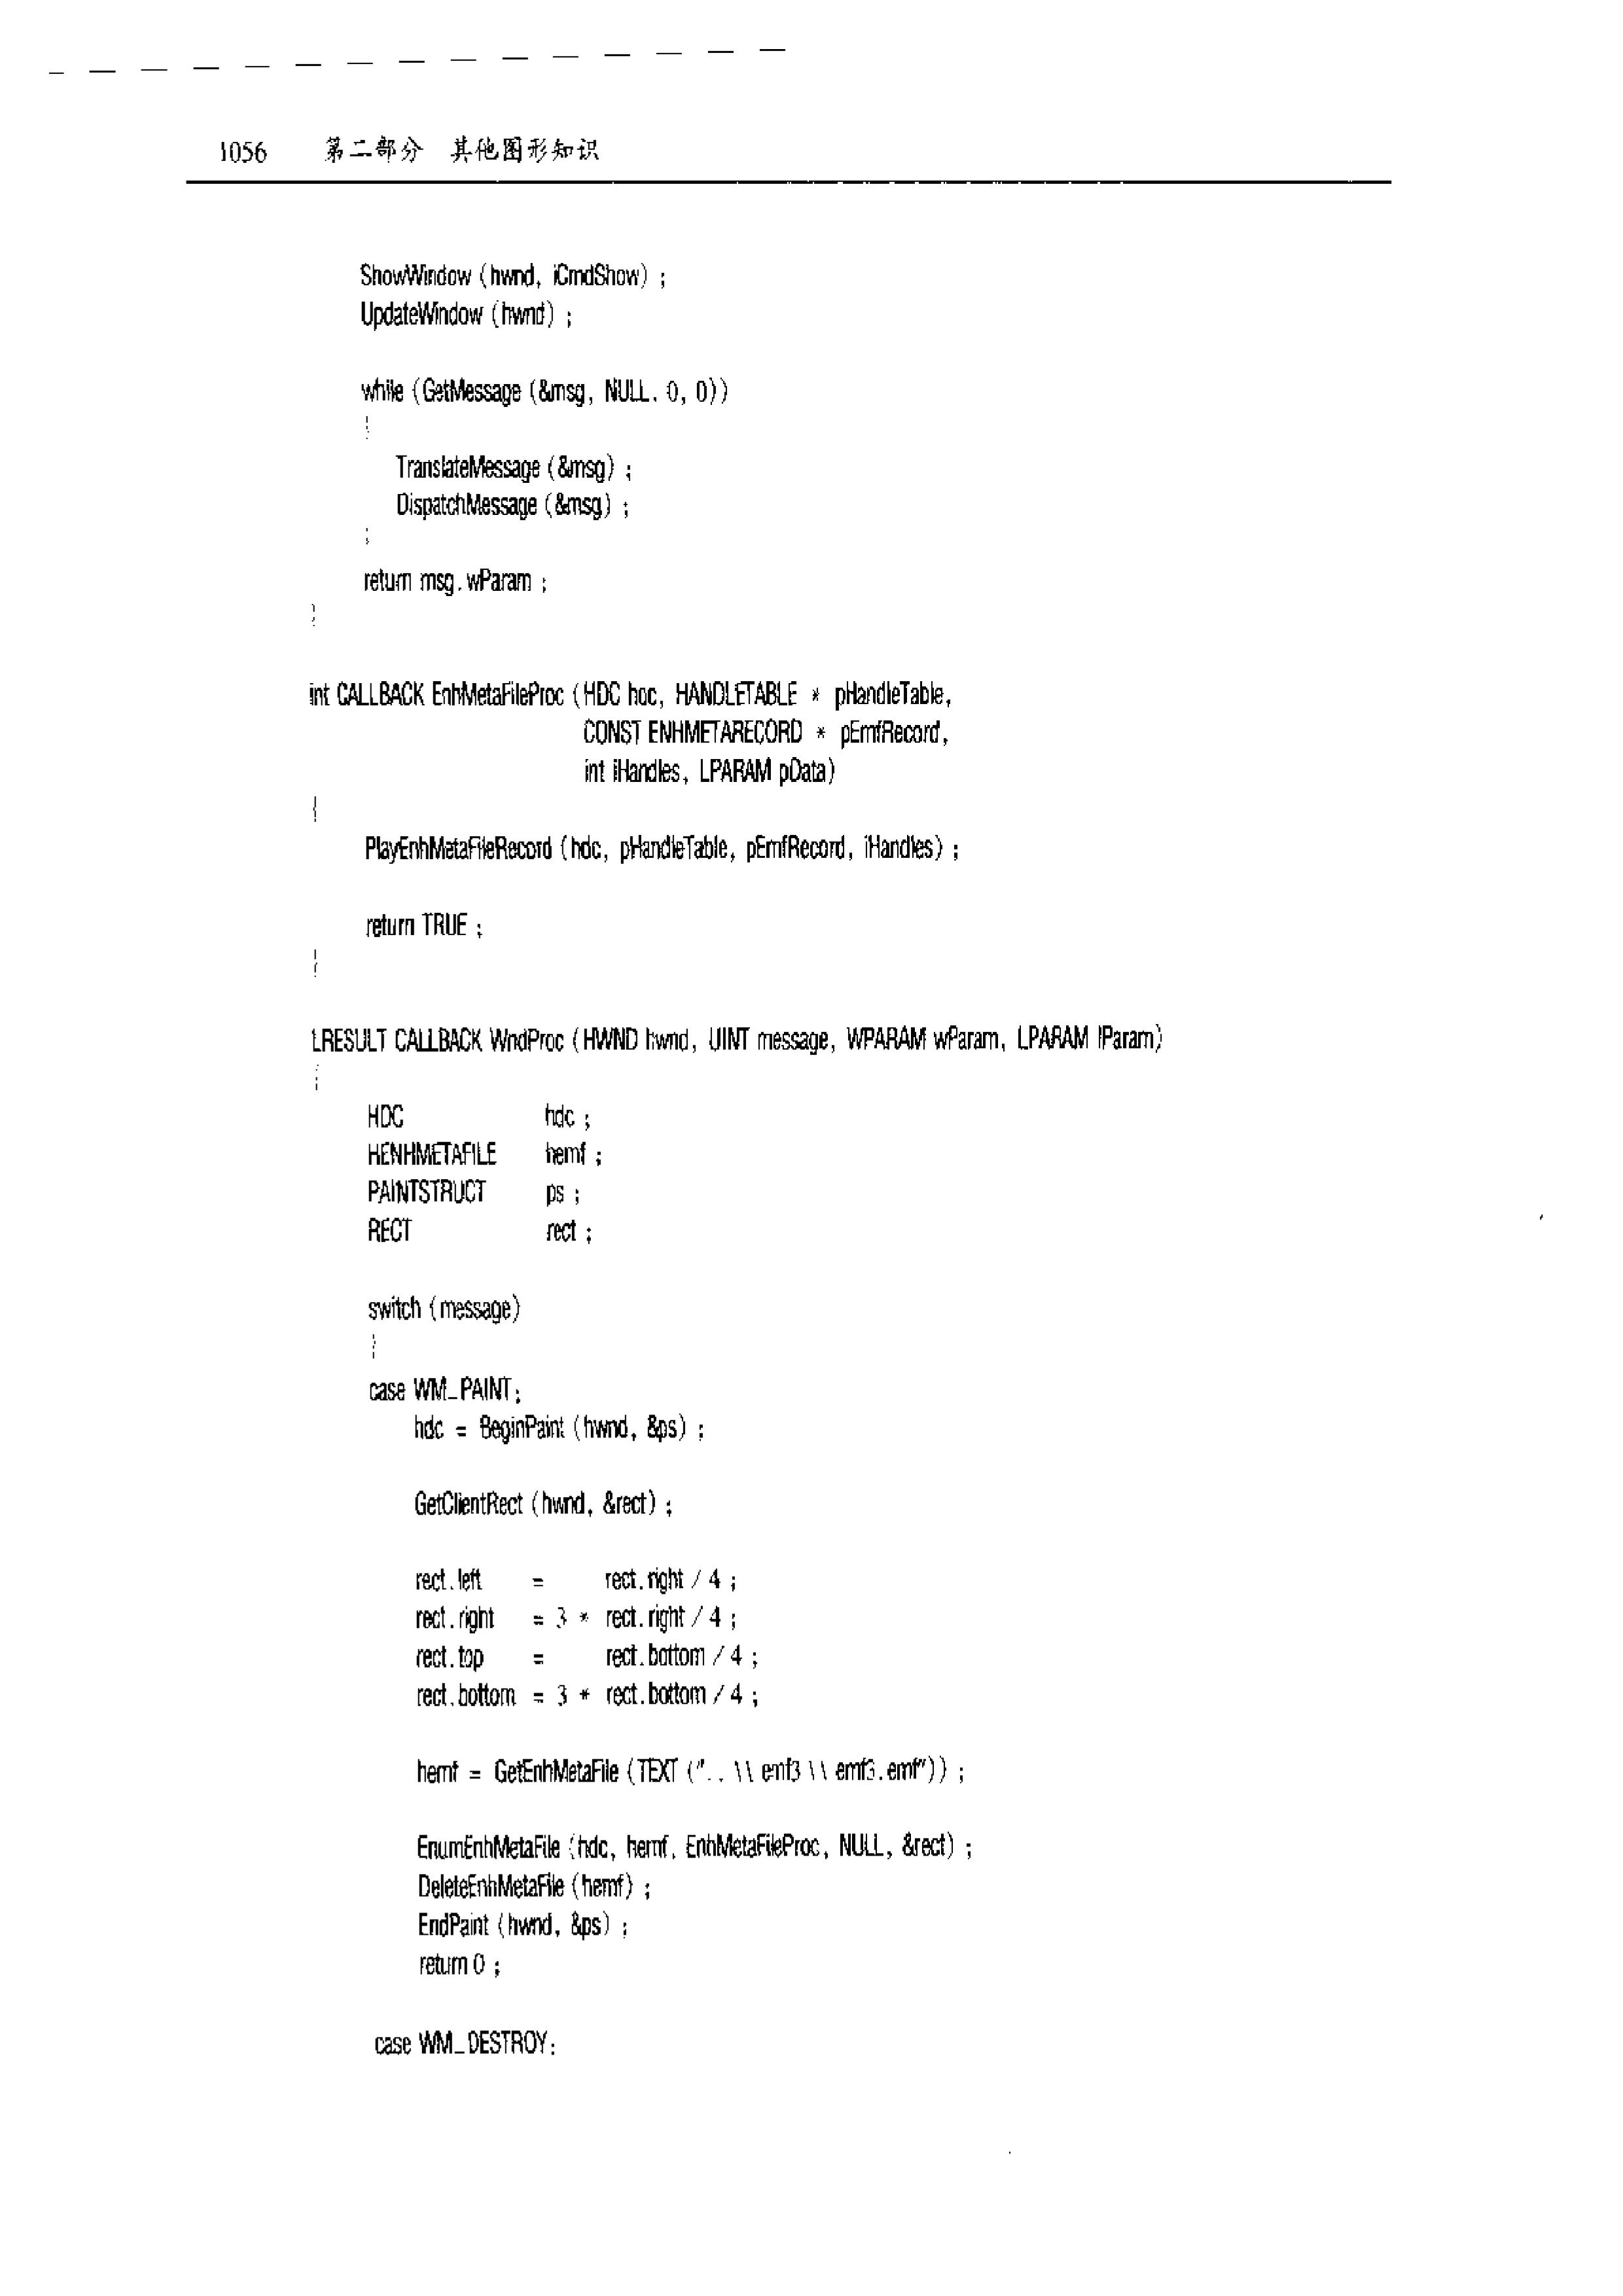 1056 第二部分 其他图形知识
ShowWindow (hwnd, iCmdShow) ;
UpdateWindow (hwnd) ;
while (GetMessage (&msg, NULL, 0, 0))
{
TranslateMessage (&msg) ;
DispatchMessage (&msg) ;
}
return msg.wParam ;
}
int CALLBACK EnhMetaFileProc (HDC hdc, HANDLETABLE * pHandleTable,
CONST ENHMETARECORD * pEmfRecord,
int iHandles, LPARAM pData)
{
PlayEnhMetaFileRecord (hdc, pHandleTable, pEmfRecord, iHandles) ;
return TRUE ;
}
LRESULT CALLBACK WndProc (HWND hwnd, UINT message, WPARAM wParam, LPARAM lParam)
{
HDC hdc ;
HENHMETAFILE hemf ;
PAINTSTRUCT ps ;
RECT rect ;
switch (message)
{
case WM_PAINT:
hdc = BeginPaint (hwnd, &ps) ;
GetClientRect (hwnd, &rect) ;
rect.left = rect.right / 4 ;
rect.right = 3 * rect.right / 4 ;
rect.top = rect.bottom / 4 ;
rect.bottom = 3 * rect.bottom / 4 ;
hemf = GetEnhMetaFile (TEXT ("..\\ emf3 \\ emf3.emf")) ;
EnumEnhMetaFile (hdc, hemf, EnhMetaFileProc, NULL, &rect) ;
DeleteEnhMetaFile (hemf) ;
EndPaint (hwnd, &ps) ;
return 0 ;
case WM_DESTROY: